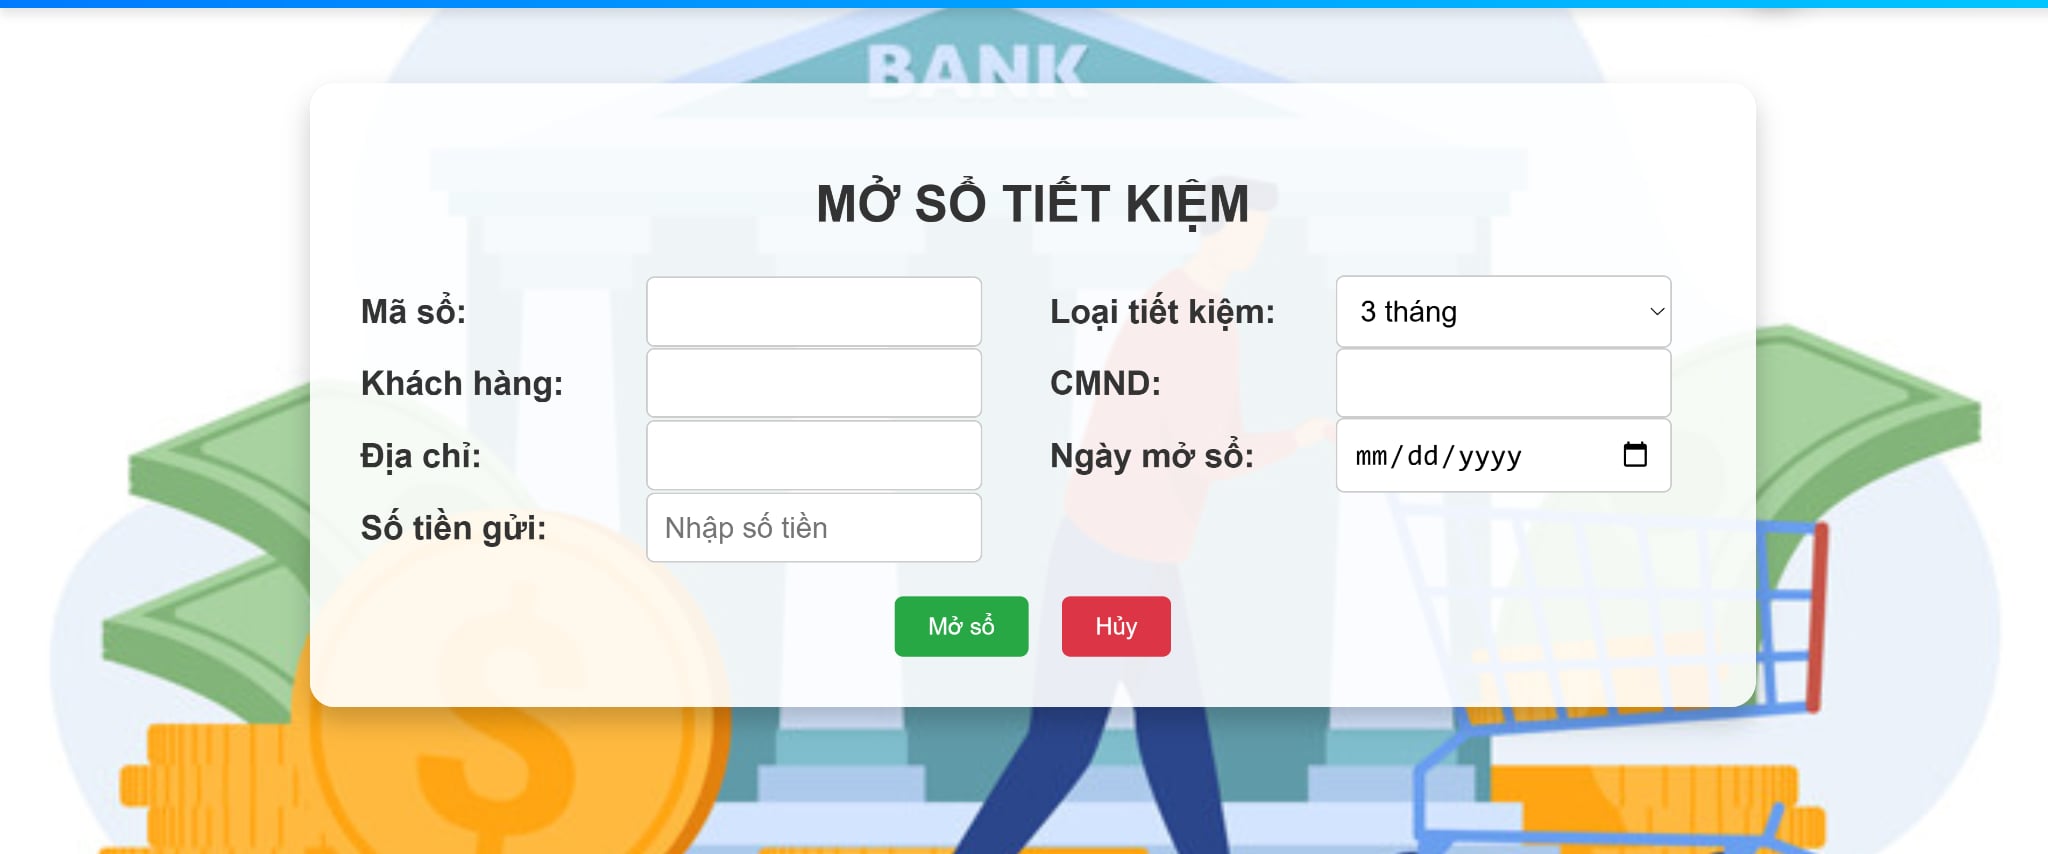 BANK
MỞ SỔ TIẾT KIỆM
Mã sổ: Loại tiết kiệm: 3 tháng
Khách hàng: CMND:
Địa chỉ: Ngày mở sổ: mm/dd/yyyy
Số tiền gửi: Nhập số tiền
Mở sổ Hủy
$